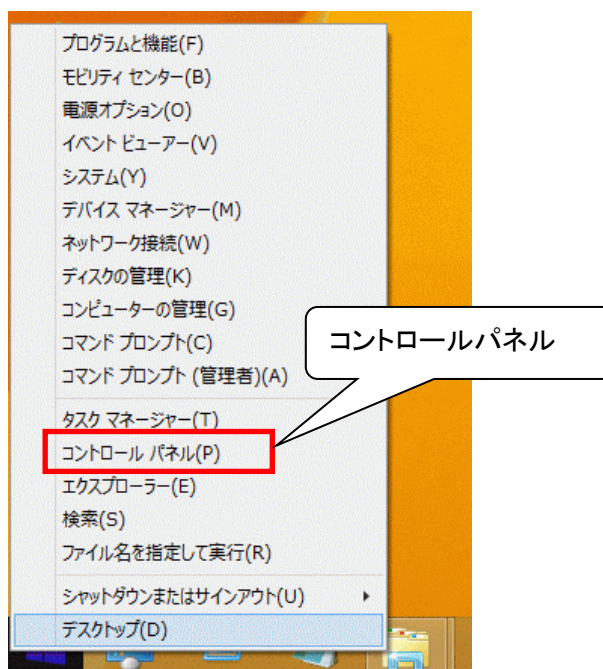 プログラムと機能(F)
モビリティ センター(B)
電源オプション(O)
イベント ビューアー(V)
システム(Y)
デバイス マネージャー(M)
ネットワーク接続(W)
ディスクの管理(K)
コンピューターの管理(G)
コマンド プロンプト(C)
コマンド プロンプト (管理者)(A)
タスク マネージャー(T)
コントロール パネル(P)
エクスプローラー(E)
検索(S)
ファイル名を指定して実行(R)
シャットダウンまたはサインアウト(U)
デスクトップ(D)
コントロールパネル